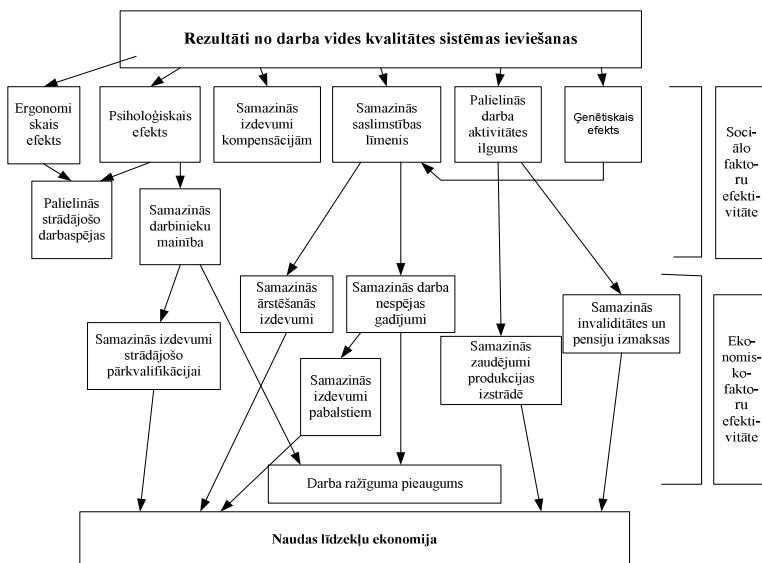 Rezultāti no darba vides kvalitātes sistēmas ieviešanas
Ergonomi
skais
efekts
Psiholoģiskais
efekts
Samazinās
izdevumi
kompensācijām
Samazinās
saslimstības
līmenis
Palielinās
darba
aktivitātes
ilgums
Ģenētiskais
efekts
Soci-
ālo
fakto-
ru
efekti-
vitāte
Palielinās
strādājošo
darbaspējas
Samazinās
darbinieku
mainība
Samazinās
ārstēšanās
izdevumi
Samazinās darba
nespējas
gadījumi
Samazinās
invaliditātes un
pensiju izmaksas
Samazinās izdevumi
strādājošo
pārkvalifikācijai
Samazinās
izdevumi
pabalstiem
Samazinās
zaudējumi
produkcijas
izstrādē
Eko-
nomis-
ko-
fakto-
ru
efekti-
vitāte
Darba ražīguma pieaugums
Naudas līdzekļu ekonomija